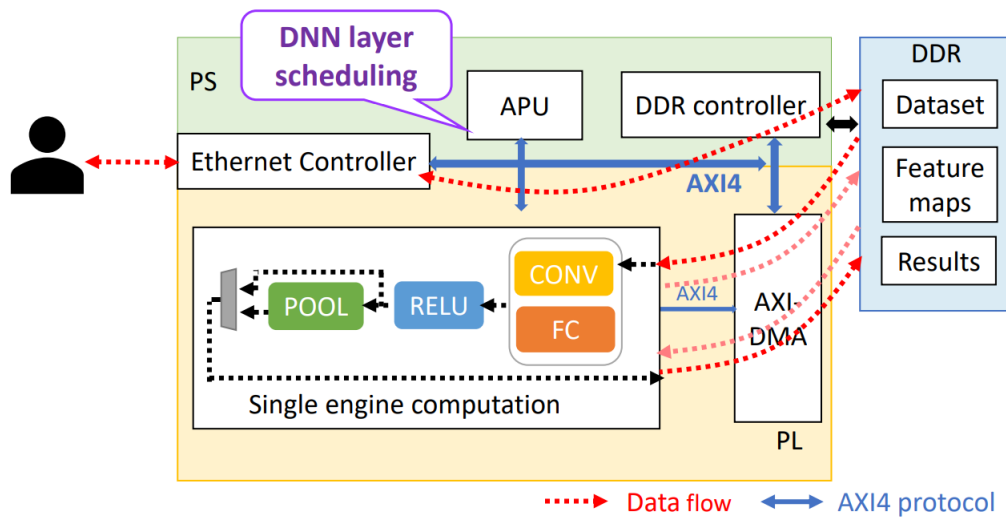 DNN layer
scheduling
PS
APU
DDR controller
DDR
Dataset
Feature
maps
Results
Ethernet Controller
AXI4
CONV
FC
RELU
POOL
AXI4
AXI-
DMA
Single engine computation
PL
Data flow
AXI4 protocol